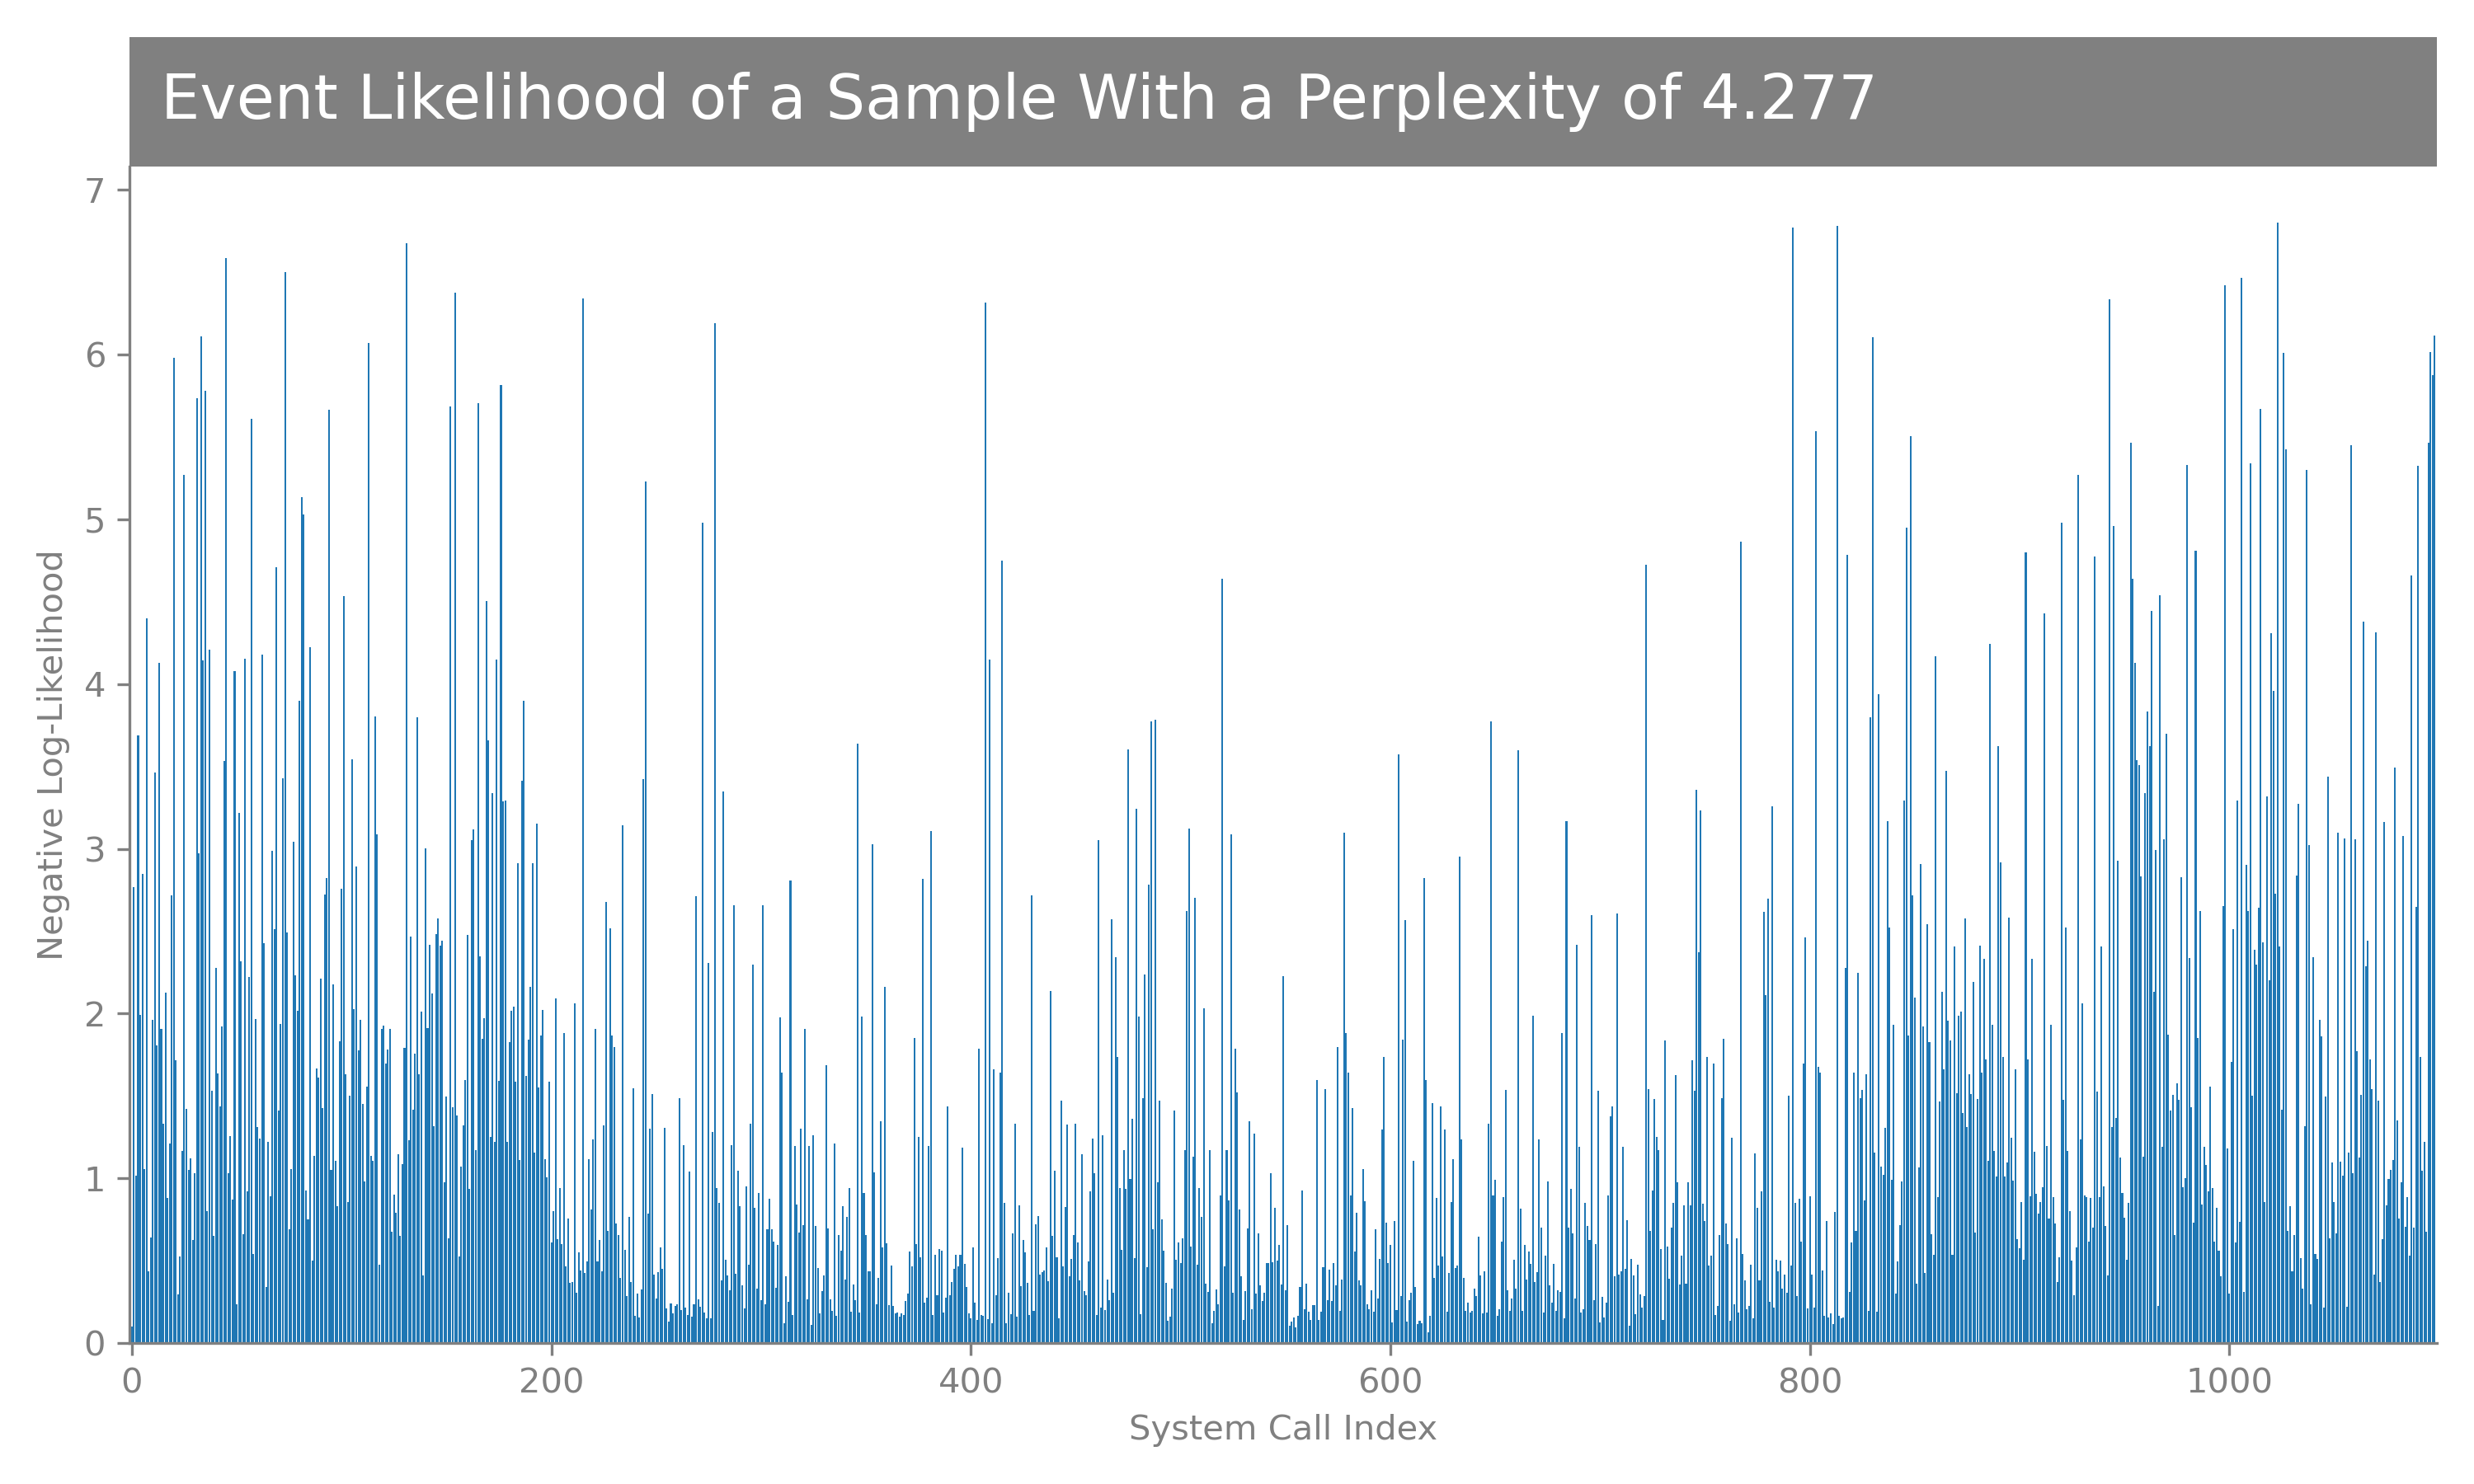 Event Likelihood of a Sample With a Perplexity of 4.277
7
6
5
4
3
2
1
0
Negative Log-Likelihood
0 200 400 600 800 1000
System Call Index